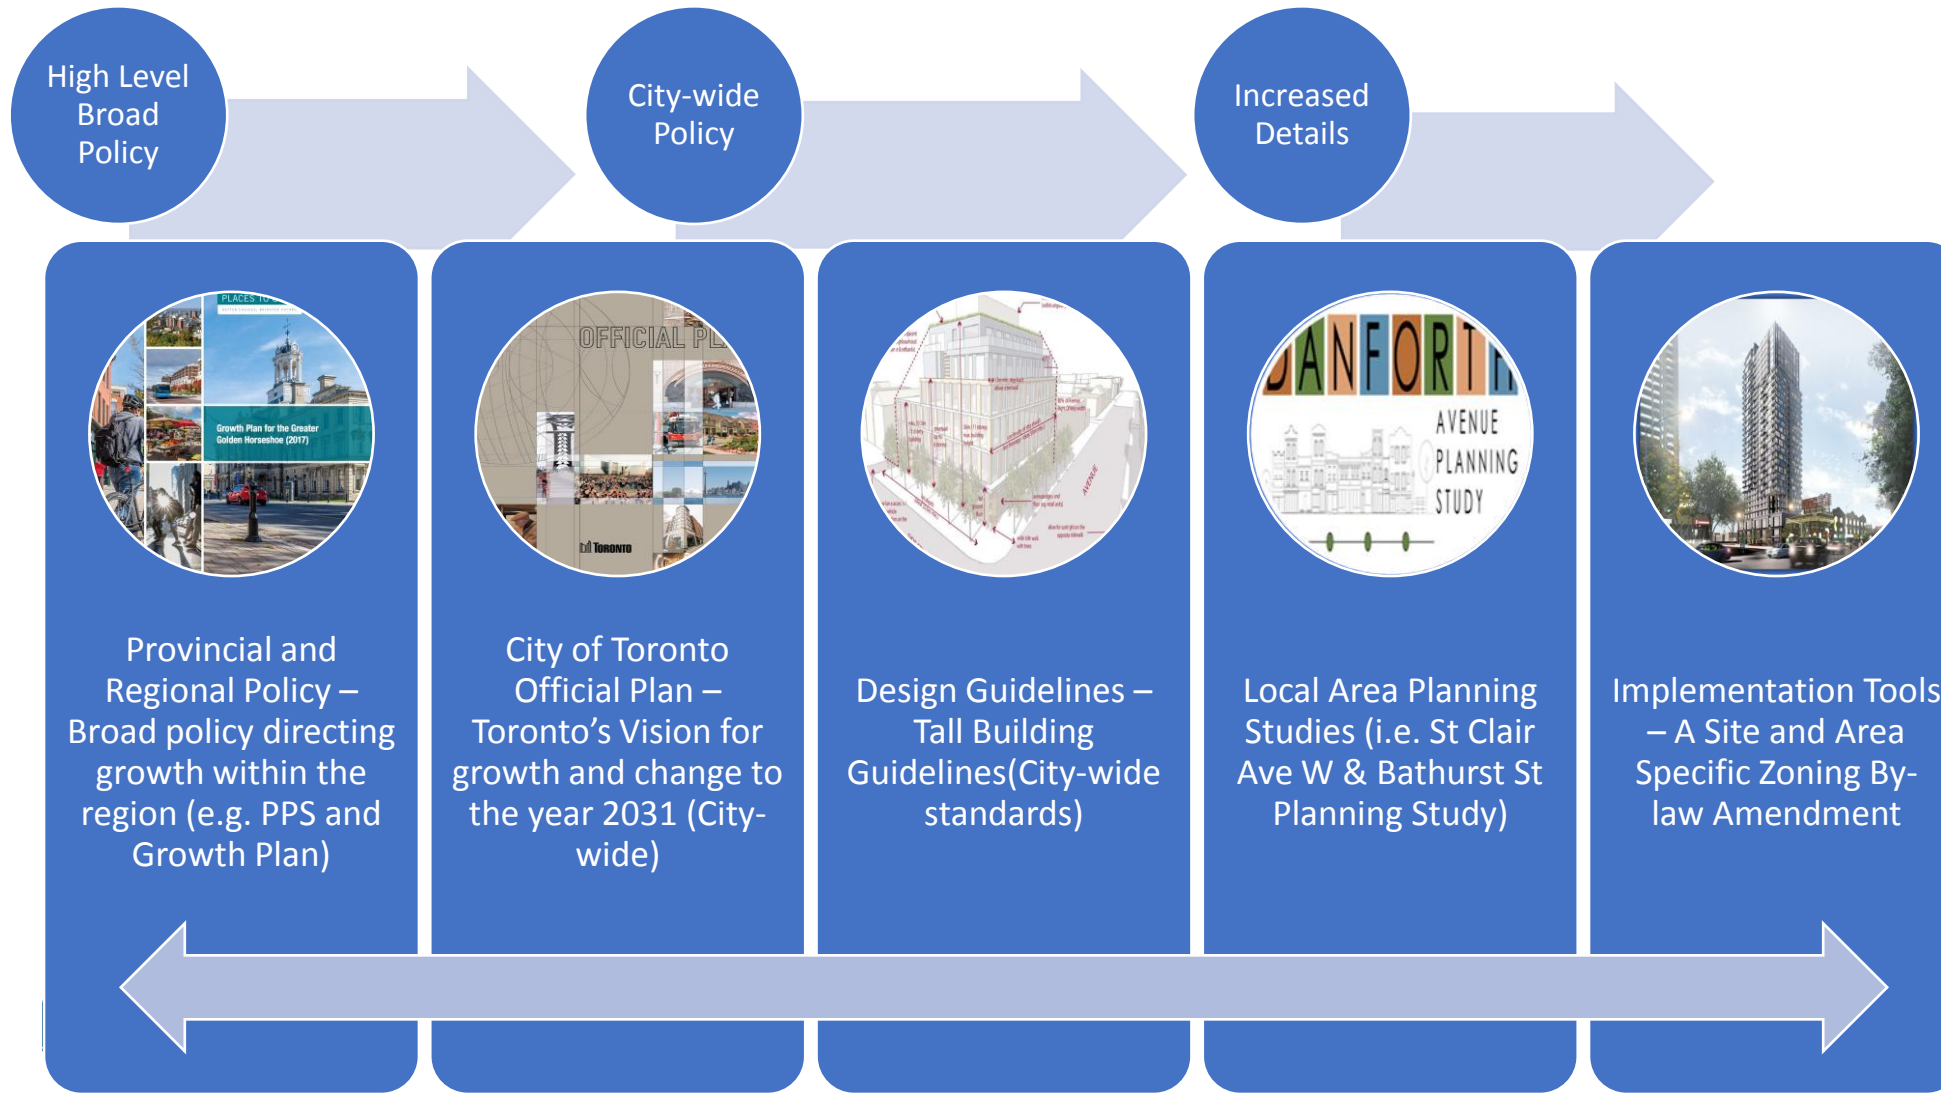 High Level
Broad
Policy
City-wide
Policy
Increased
Details
PLACES TO
Growth Plan for the Greater
Golden Horseshoe (2017)
Provincial and
Regional Policy –
Broad policy directing
growth within the
region (e.g. PPS and
Growth Plan)
OFFICIAL
TORONTO
City of Toronto
Official Plan –
Toronto’s Vision for
growth and change to
the year 2031 (City-
wide)
AVENUE
Design Guidelines –
Tall Building
Guidelines(City-wide
standards)
DANFORTH
AVENUE
PLANNING
STUDY
Local Area Planning
Studies (i.e. St Clair
Ave W & Bathurst St
Planning Study)
Implementation Tools
– A Site and Area
Specific Zoning By-
law Amendment